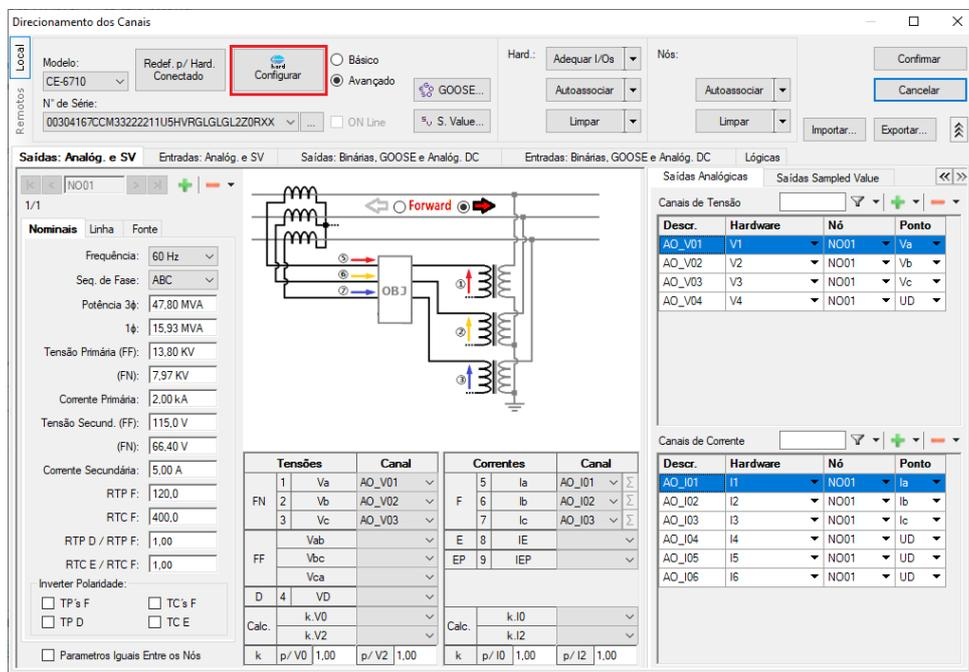 Direcionamento dos Canais
Local
Remotos
Modelo:
CE-6710
Redef. p/ Hard.
Conectado
hard
Configurar
Básico
Avançado
N° de Série:
00304167CCM33222211U5HVRGLGLGL2Z0RXX
...
ON Line
GOOSE...
S. Value...
Hard.:
Adequar I/Os
Autoassociar
Limpar
Nós:
Autoassociar
Limpar
Importar...
Exportar...
Confirmar
Cancelar
Saídas: Analóg. e SV
Entradas: Analóg. e SV
Saídas: Binárias, GOOSE e Analóg. DC
Entradas: Binárias, GOOSE e Analóg. DC
Lógicas
NO01
1/1
Nominais Linha Fonte
Frequência: 60 Hz
Seq. de Fase: ABC
Potência 3ϕ: 47,80 MVA
1ϕ: 15,93 MVA
Tensão Primária (FF): 13,80 KV
(FN): 7,97 KV
Corrente Primária: 2,00 kA
Tensão Secund. (FF): 115,0 V
(FN): 66,40 V
Corrente Secundária: 5,00 A
RTP F: 120,0
RTC F: 400,0
RTP D / RTP F: 1,00
RTC E / RTC F: 1,00
Inverter Polaridade:
TP's F TC's F
TP D TC E
Parametros Iguais Entre os Nós
Forward
⑤
⑥
⑦
OBJ
①
②
③
Tensões Canal
FN
1 Va AO_V01
2 Vb AO_V02
3 Vc AO_V03
FF
Vab
Vbc
Vca
D 4 VD
Calc.
k.V0
k.V2
k p/ V0 1,00 p/ V2 1,00
Correntes Canal
F
5 Ia AO_I01 Σ
6 Ib AO_I02 Σ
7 Ic AO_I03 Σ
E 8 IE
EP 9 IEP
Calc.
k.I0
k.I2
k p/ I0 1,00 p/ I2 1,00
Saídas Analógicas Saídas Sampled Value
Canais de Tensão
Descr. Hardware Nó Ponto
AO_V01 V1 NO01 Va
AO_V02 V2 NO01 Vb
AO_V03 V3 NO01 Vc
AO_V04 V4 NO01 UD
Canais de Corrente
Descr. Hardware Nó Ponto
AO_I01 I1 NO01 Ia
AO_I02 I2 NO01 Ib
AO_I03 I3 NO01 Ic
AO_I04 I4 NO01 UD
AO_I05 I5 NO01 UD
AO_I06 I6 NO01 UD